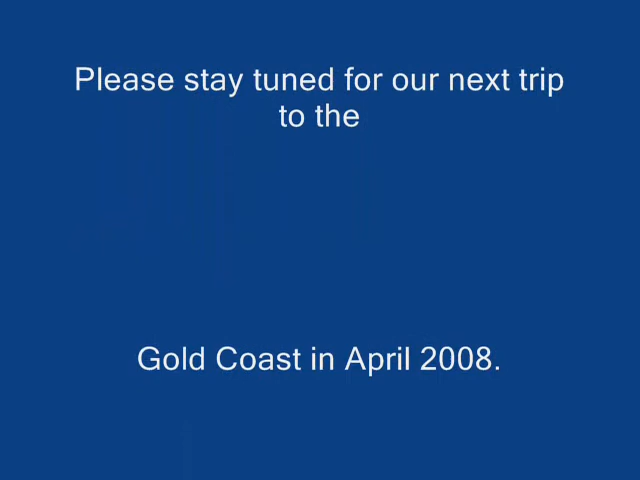 Please stay tuned for our next trip
to the
Gold Coast in April 2008.